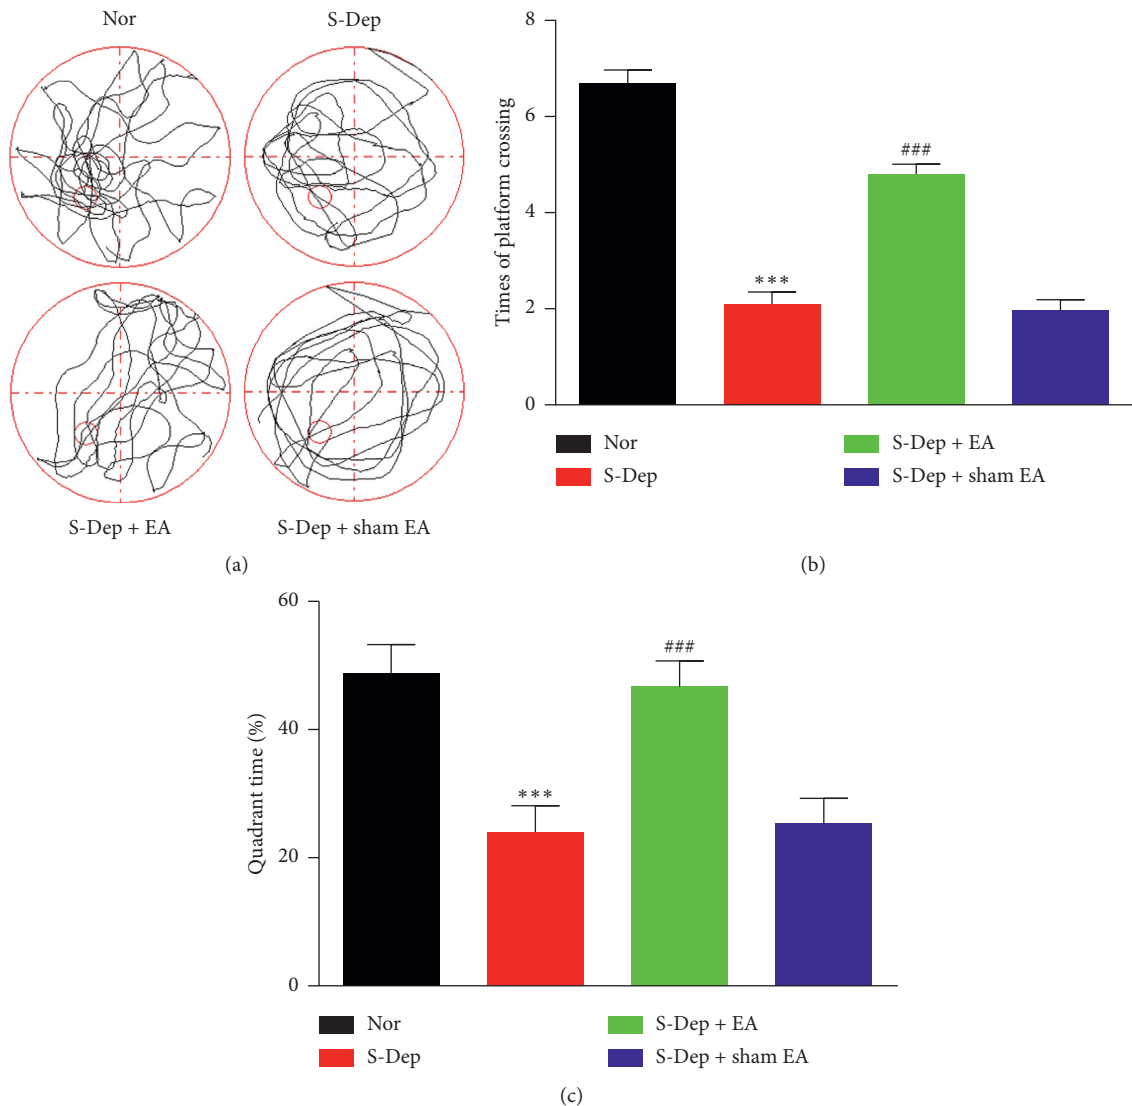 Nor
S-Dep
S-Dep + EA
S-Dep + sham EA
(a)
Times of platform crossing
8
6
4
2
0
***
###
Nor
S-Dep
S-Dep + EA
S-Dep + sham EA
(b)
Quadrant time (%)
60
40
20
0
***
###
Nor
S-Dep
S-Dep + EA
S-Dep + sham EA
(c)